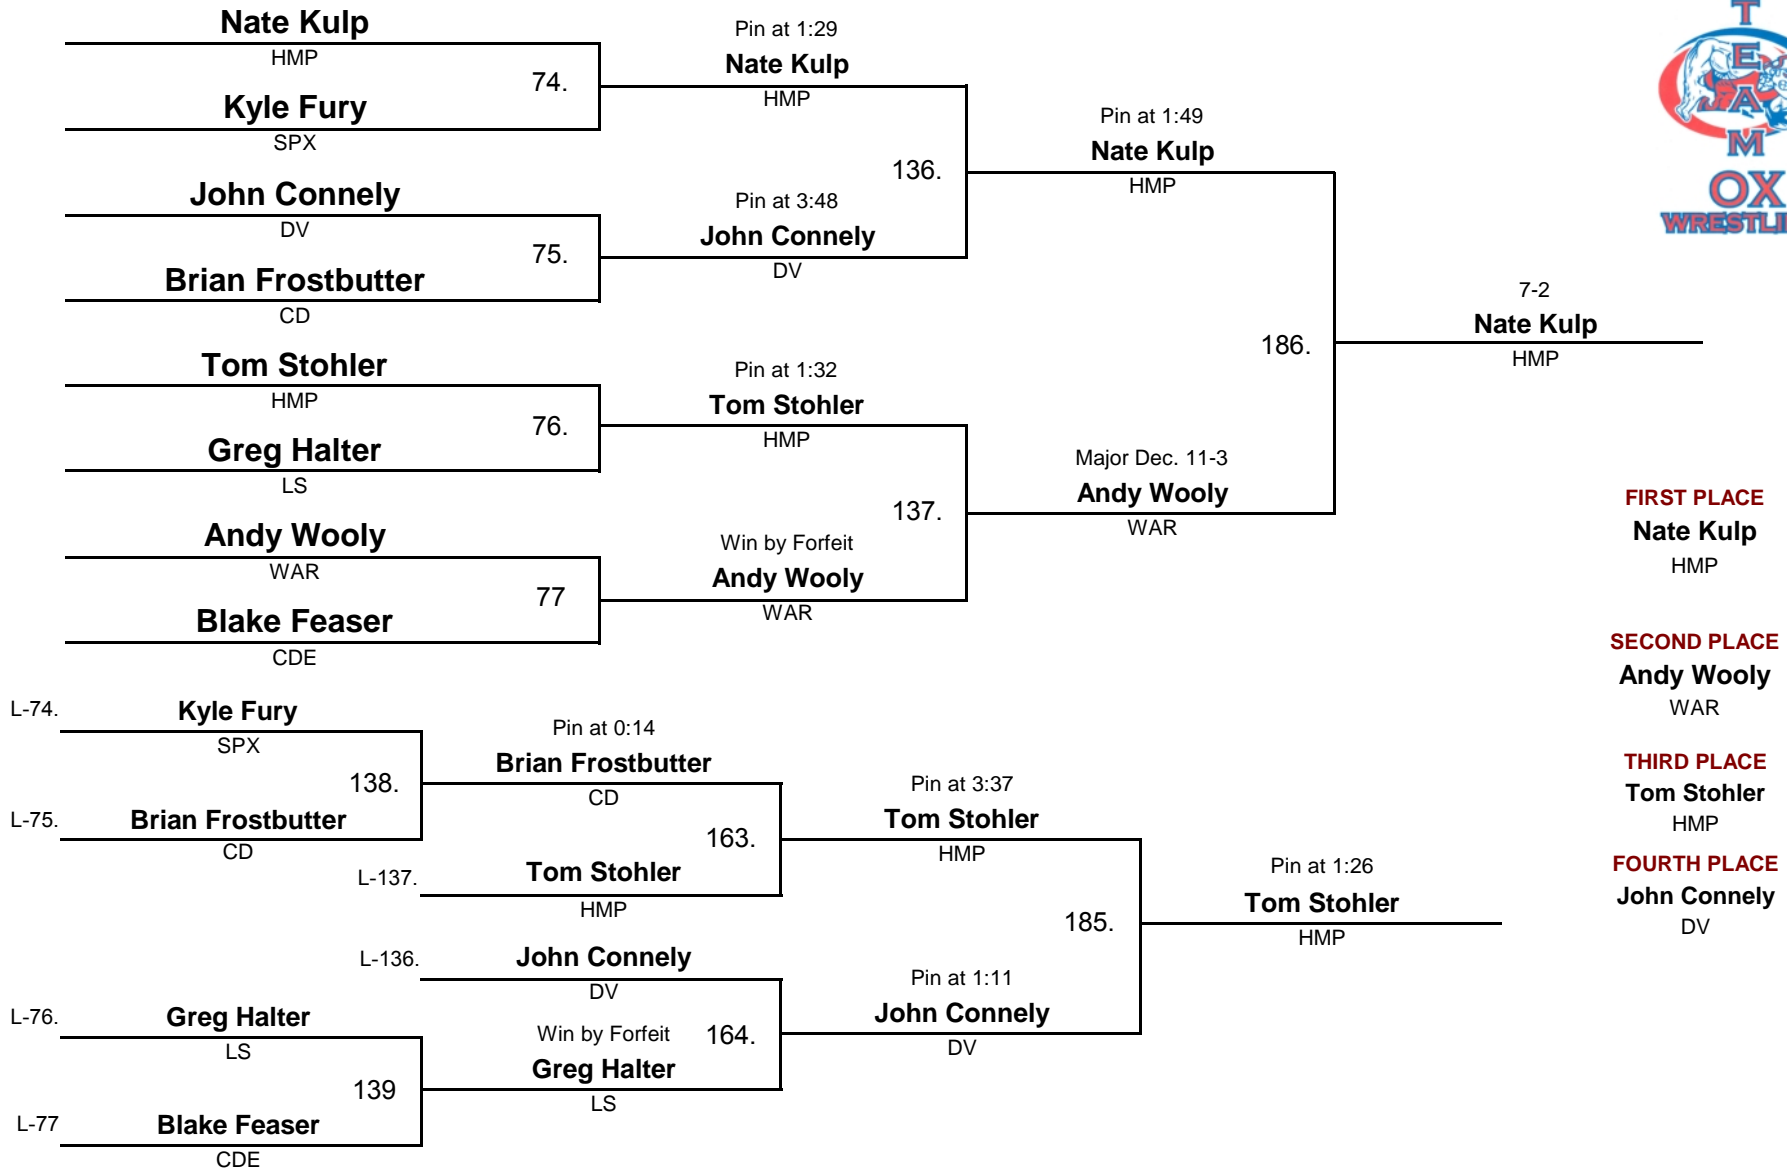 Nate Kulp
HMP
74.
Kyle Fury
SPX
John Connely
DV
75.
Brian Frostbutter
CD
Tom Stohler
HMP
76.
Greg Halter
LS
Andy Wooly
WAR
77
Blake Feaser
CDE
Pin at 1:29
Nate Kulp
HMP
136.
Pin at 3:48
John Connely
DV
Pin at 1:32
Tom Stohler
HMP
137.
Win by Forfeit
Andy Wooly
WAR
Pin at 1:49
Nate Kulp
HMP
186.
Major Dec. 11-3
Andy Wooly
WAR
7-2
Nate Kulp
HMP
TEAM
OX
FIRST PLACE
Nate Kulp
HMP
SECOND PLACE
Andy Wooly
WAR
THIRD PLACE
Tom Stohler
HMP
FOURTH PLACE
John Connely
DV
L-74.
Kyle Fury
SPX
138.
L-75.
Brian Frostbutter
CD
Pin at 0:14
Brian Frostbutter
CD
163.
L-137.
Tom Stohler
HMP
L-136.
John Connely
DV
164.
Win by Forfeit
Greg Halter
LS
L-76.
Greg Halter
LS
139
L-77
Blake Feaser
CDE
Pin at 3:37
Tom Stohler
HMP
185.
Pin at 1:11
John Connely
DV
Pin at 1:26
Tom Stohler
HMP